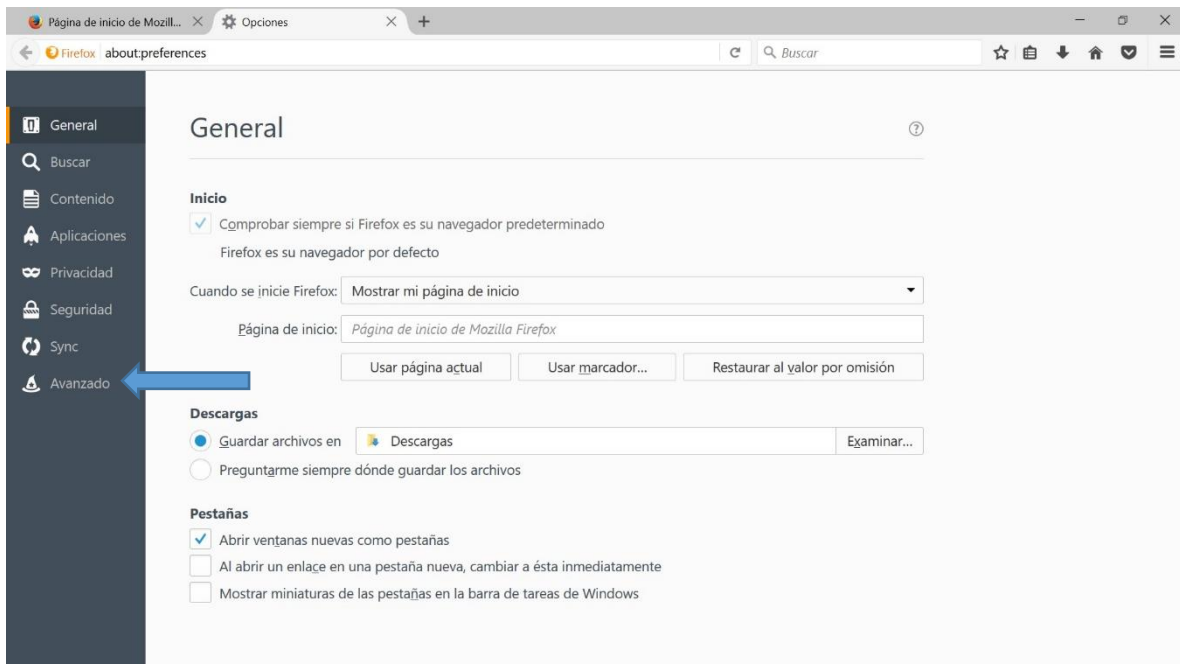 Página de inicio de Mozill... Opciones
Firefox about:preferences Buscar
General
Buscar
Contenido
Aplicaciones
Privacidad
Seguridad
Sync
Avanzado
General
Inicio
Comprobar siempre si Firefox es su navegador predeterminado
Firefox es su navegador por defecto
Cuando se inicie Firefox: Mostrar mi página de inicio
Página de inicio: Página de inicio de Mozilla Firefox
Usar página actual Usar marcador... Restaurar al valor por omisión
Descargas
Guardar archivos en Descargas Examinar...
Preguntarme siempre dónde guardar los archivos
Pestañas
Abrir ventanas nuevas como pestañas
Al abrir un enlace en una pestaña nueva, cambiar a ésta inmediatamente
Mostrar miniaturas de las pestañas en la barra de tareas de Windows